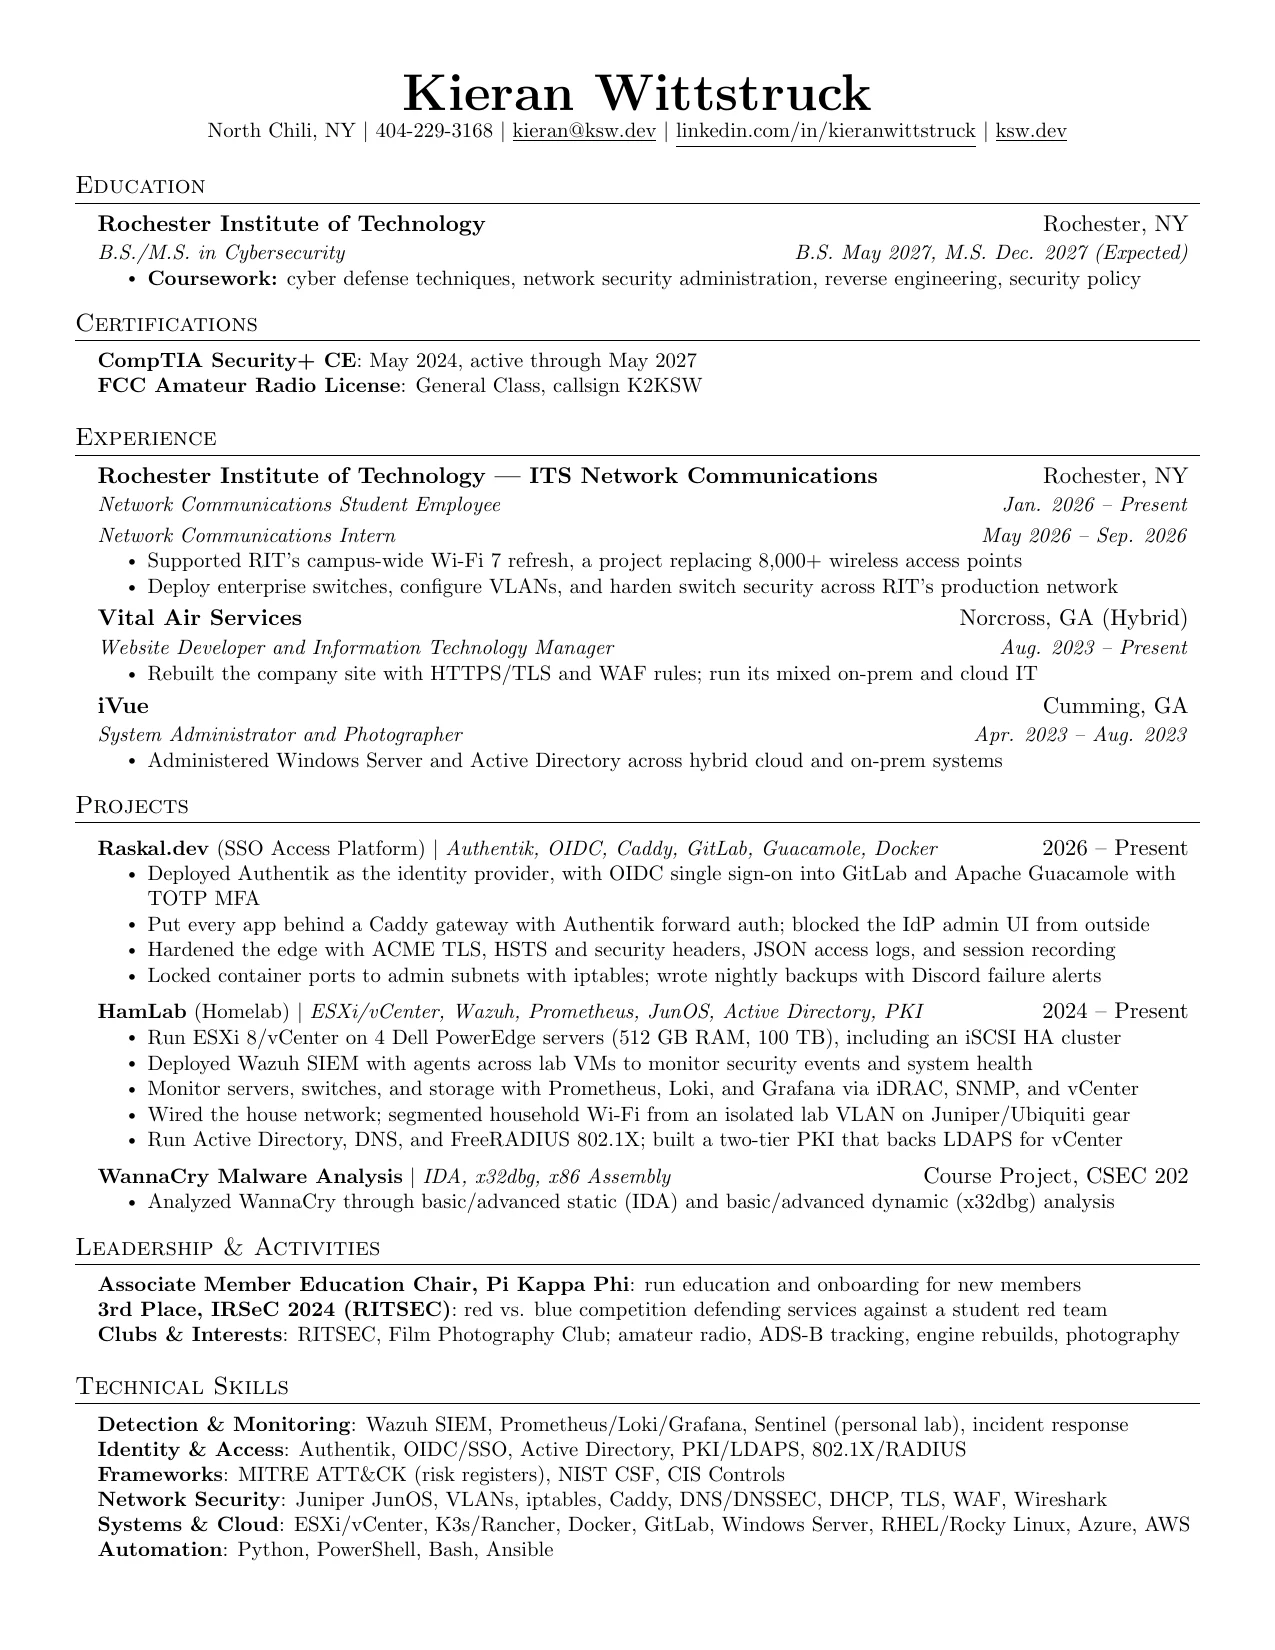 Kieran Wittstruck
North Chili, NY | 404-229-3168 | kieran@ksw.dev | linkedin.com/in/kieranwittstruck | ksw.dev
Education
Rochester Institute of Technology Rochester, NY
B.S./M.S. in Cybersecurity B.S. May 2027, M.S. Dec. 2027 (Expected)
• Coursework: cyber defense techniques, network security administration, reverse engineering, security policy
Certifications
CompTIA Security+ CE: May 2024, active through May 2027
FCC Amateur Radio License: General Class, callsign K2KSW
Experience
Rochester Institute of Technology — ITS Network Communications Rochester, NY
Network Communications Student Employee Jan. 2026 – Present
Network Communications Intern May 2026 – Sep. 2026
• Supported RIT's campus-wide Wi-Fi 7 refresh, a project replacing 8,000+ wireless access points
• Deploy enterprise switches, configure VLANs, and harden switch security across RIT's production network
Vital Air Services Norcross, GA (Hybrid)
Website Developer and Information Technology Manager Aug. 2023 – Present
• Rebuilt the company site with HTTPS/TLS and WAF rules; run its mixed on-prem and cloud IT
iVue Cumming, GA
System Administrator and Photographer Apr. 2023 – Aug. 2023
• Administered Windows Server and Active Directory across hybrid cloud and on-prem systems
Projects
Raskal.dev (SSO Access Platform) | Authentik, OIDC, Caddy, GitLab, Guacamole, Docker 2026 – Present
• Deployed Authentik as the identity provider, with OIDC single sign-on into GitLab and Apache Guacamole with
TOTP MFA
• Put every app behind a Caddy gateway with Authentik forward auth; blocked the IdP admin UI from outside
• Hardened the edge with ACME TLS, HSTS and security headers, JSON access logs, and session recording
• Locked container ports to admin subnets with iptables; wrote nightly backups with Discord failure alerts
HamLab (Homelab) | ESXi/vCenter, Wazuh, Prometheus, JunOS, Active Directory, PKI 2024 – Present
• Run ESXi 8/vCenter on 4 Dell PowerEdge servers (512 GB RAM, 100 TB), including an iSCSI HA cluster
• Deployed Wazuh SIEM with agents across lab VMs to monitor security events and system health
• Monitor servers, switches, and storage with Prometheus, Loki, and Grafana via iDRAC, SNMP, and vCenter
• Wired the house network; segmented household Wi-Fi from an isolated lab VLAN on Juniper/Ubiquiti gear
• Run Active Directory, DNS, and FreeRADIUS 802.1X; built a two-tier PKI that backs LDAPS for vCenter
WannaCry Malware Analysis | IDA, x32dbg, x86 Assembly Course Project, CSEC 202
• Analyzed WannaCry through basic/advanced static (IDA) and basic/advanced dynamic (x32dbg) analysis
Leadership & Activities
Associate Member Education Chair, Pi Kappa Phi: run education and onboarding for new members
3rd Place, IRSeC 2024 (RITSEC): red vs. blue competition defending services against a student red team
Clubs & Interests: RITSEC, Film Photography Club; amateur radio, ADS-B tracking, engine rebuilds, photography
Technical Skills
Detection & Monitoring: Wazuh SIEM, Prometheus/Loki/Grafana, Sentinel (personal lab), incident response
Identity & Access: Authentik, OIDC/SSO, Active Directory, PKI/LDAPS, 802.1X/RADIUS
Frameworks: MITRE ATT&CK (risk registers), NIST CSF, CIS Controls
Network Security: Juniper JunOS, VLANs, iptables, Caddy, DNS/DNSSEC, DHCP, TLS, WAF, Wireshark
Systems & Cloud: ESXi/vCenter, K3s/Rancher, Docker, GitLab, Windows Server, RHEL/Rocky Linux, Azure, AWS
Automation: Python, PowerShell, Bash, Ansible